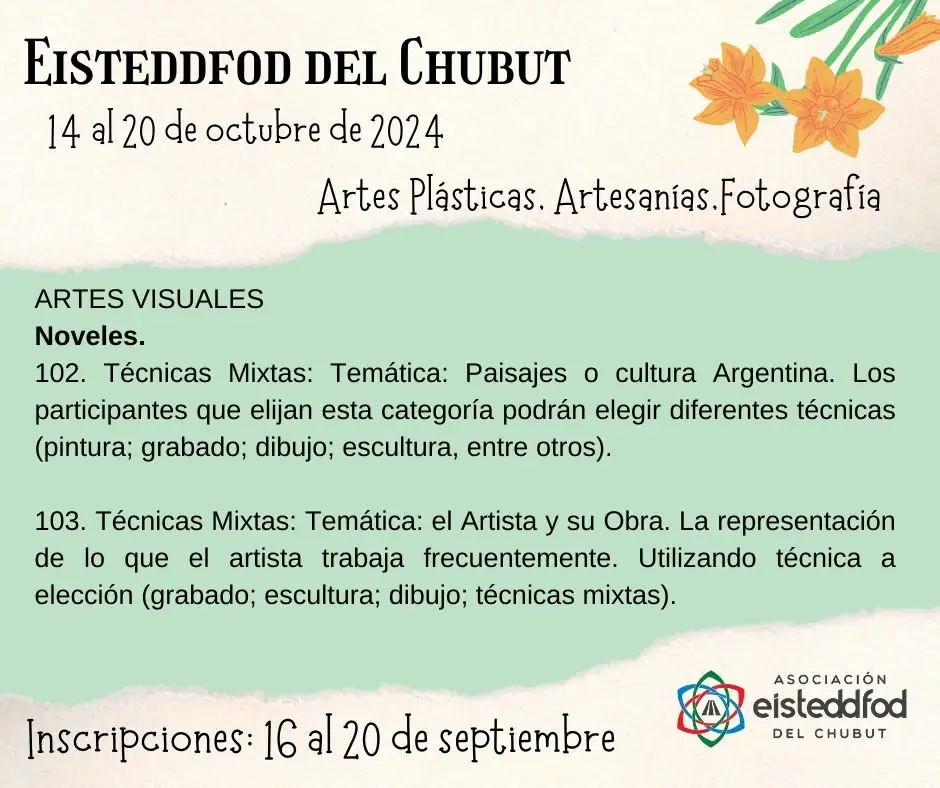 Eisteddfod del Chubut
14 al 20 de octubre de 2024
Artes Plásticas. Artesanías.Fotografía
ARTES VISUALES
Noveles.
102. Técnicas Mixtas: Temática: Paisajes o cultura Argentina. Los
participantes que elijan esta categoría podrán elegir diferentes técnicas
(pintura; grabado; dibujo; escultura, entre otros).
103. Técnicas Mixtas: Temática: el Artista y su Obra. La representación
de lo que el artista trabaja frecuentemente. Utilizando técnica a
elección (grabado; escultura; dibujo; técnicas mixtas).
Inscripciones: 16 al 20 de septiembre
ASOCIACIÓN
eisteddfod
DEL CHUBUT